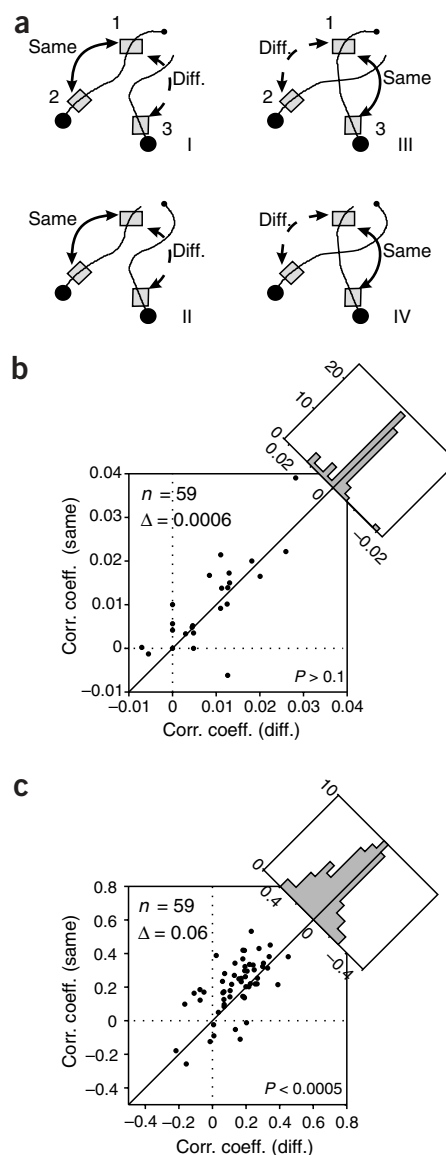 a
1
Same
Diff.
2
3
I
Diff.
1
Same
2
3
III
Same
Diff.
II
Diff.
Same
IV
b
20
10
0
0.02
0
−0.02
0.04
0.03
0.02
0.01
0
−0.01
Corr. coeff. (same)
n = 59
Δ = 0.0006
P > 0.1
−0.01 0 0.01 0.02 0.03 0.04
Corr. coeff. (diff.)
c
10
0
0.4
0
−0.4
0.8
0.6
0.4
0.2
0
−0.2
−0.4
Corr. coeff. (same)
n = 59
Δ = 0.06
P < 0.0005
−0.4 −0.2 0 0.2 0.4 0.6 0.8
Corr. coeff. (diff.)